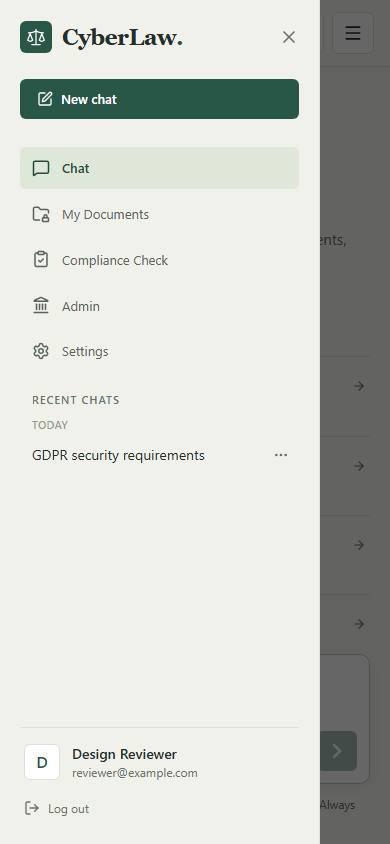 CyberLaw.
New chat
Chat
ents,
My Documents
Compliance Check
Admin
Settings
RECENT CHATS
TODAY
GDPR security requirements
Design Reviewer
D
reviewer@example.com
Always
Log out